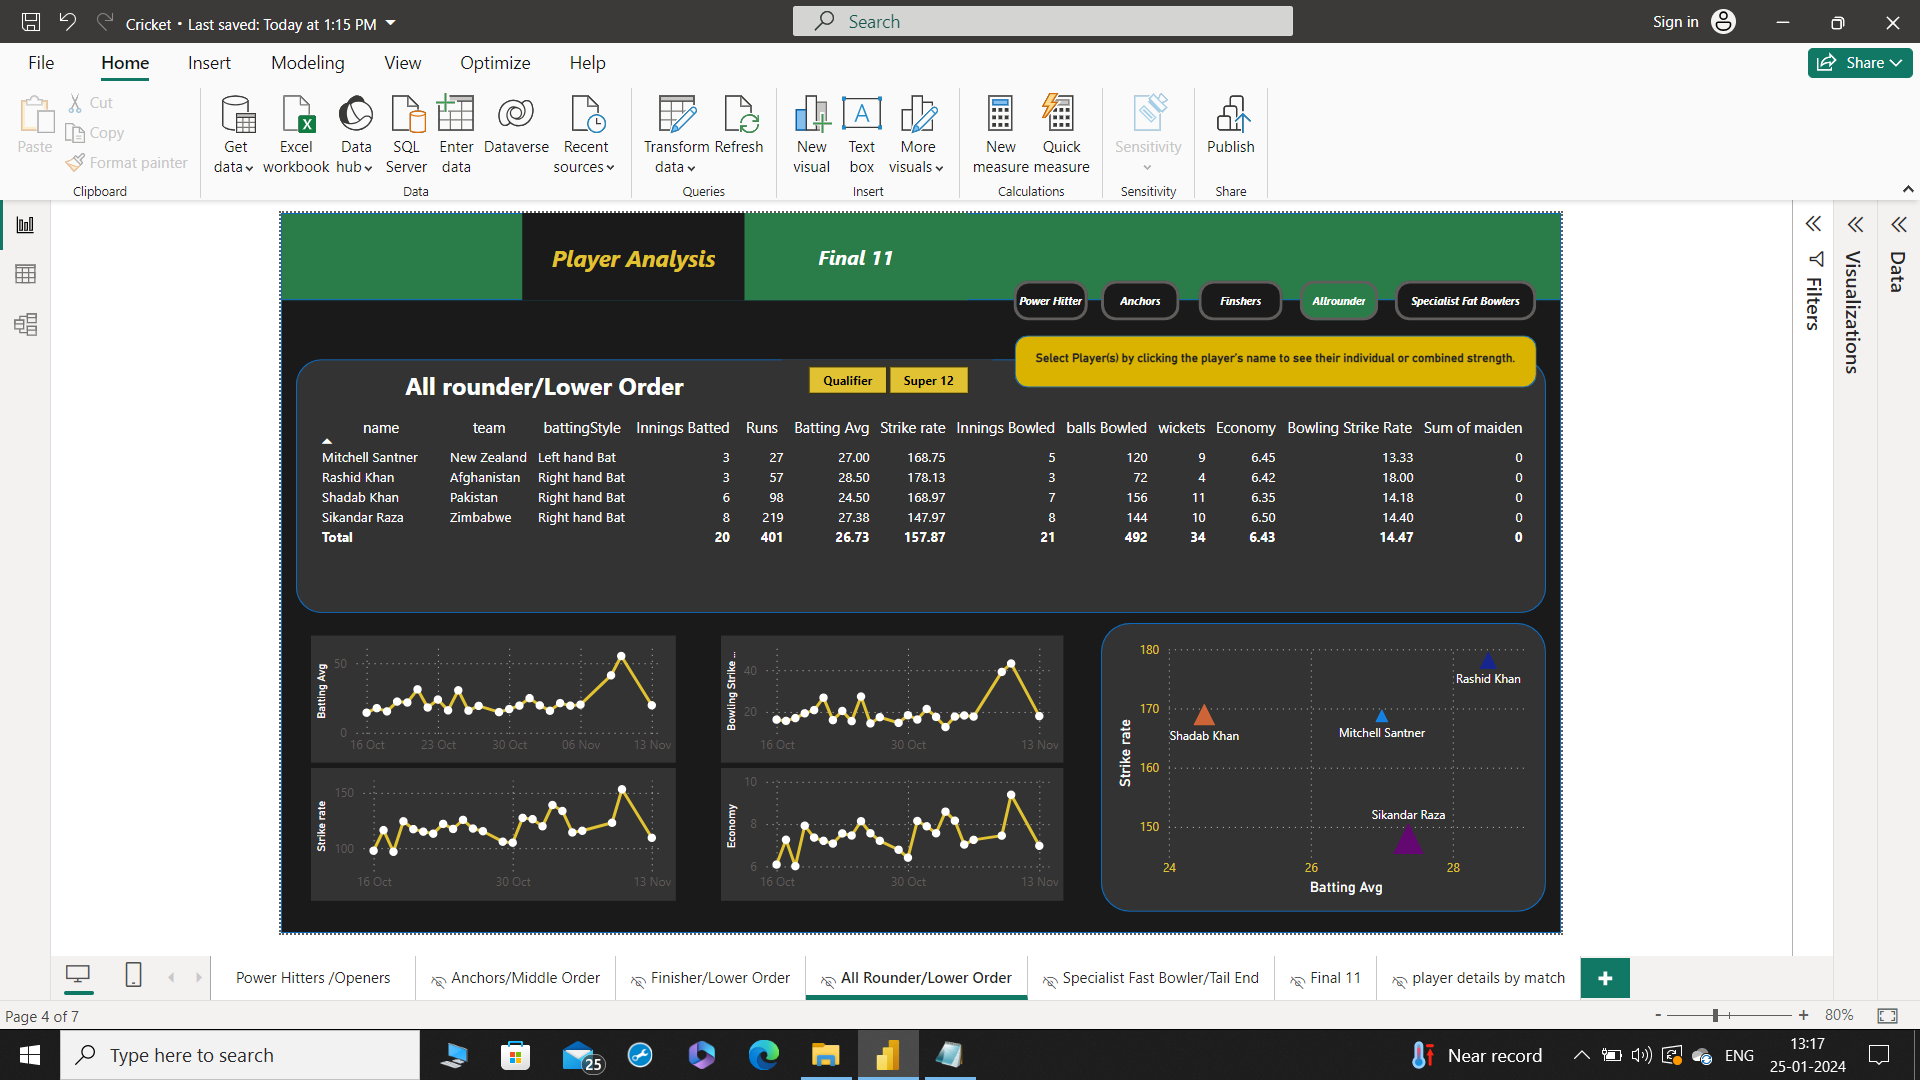 Cricket • Last saved: Today at 1:15 PM
Search
Sign in
File Home Insert Modeling View Optimize Help
Share
Paste
Cut
Copy
Format painter
Clipboard
Get data
Excel workbook
Data hub
SQL Server
Enter data
Dataverse
Recent sources
Data
Transform data
Refresh
Queries
New visual
Text box
More visuals
Insert
New measure
Quick measure
Calculations
Sensitivity
Sensitivity
Publish
Share
Player Analysis
Final 11
Power Hitter
Anchors
Finshers
Allrounder
Specialist Fat Bowlers
Select Player(s) by clicking the player's name to see their individual or combined strength.
All rounder/Lower Order
Qualifier
Super 12
name team battingStyle Innings Batted Runs Batting Avg Strike rate Innings Bowled balls Bowled wickets Economy Bowling Strike Rate Sum of maiden
Mitchell Santner New Zealand Left hand Bat 3 27 27.00 168.75 5 120 9 6.45 13.33 0
Rashid Khan Afghanistan Right hand Bat 3 57 28.50 178.13 3 72 4 6.42 18.00 0
Shadab Khan Pakistan Right hand Bat 6 98 24.50 168.97 7 156 11 6.35 14.18 0
Sikandar Raza Zimbabwe Right hand Bat 8 219 27.38 147.97 8 144 10 6.50 14.40 0
Total 20 401 26.73 157.87 21 492 34 6.43 14.47 0
Batting Avg
50
0
16 Oct 23 Oct 30 Oct 06 Nov 13 Nov
Bowling Strike ...
40
20
16 Oct 30 Oct 13 Nov
Strike rate
150
100
16 Oct 30 Oct 13 Nov
Economy
10
8
6
16 Oct 30 Oct 13 Nov
Strike rate
180
170
160
150
Rashid Khan
Shadab Khan
Mitchell Santner
Sikandar Raza
24 26 28
Batting Avg
Filters
Visualizations
Data
Power Hitters /Openers
Anchors/Middle Order
Finisher/Lower Order
All Rounder/Lower Order
Specialist Fast Bowler/Tail End
Final 11
player details by match
+
Page 4 of 7
- + 80%
Type here to search
25
Near record
ENG
13:17
25-01-2024